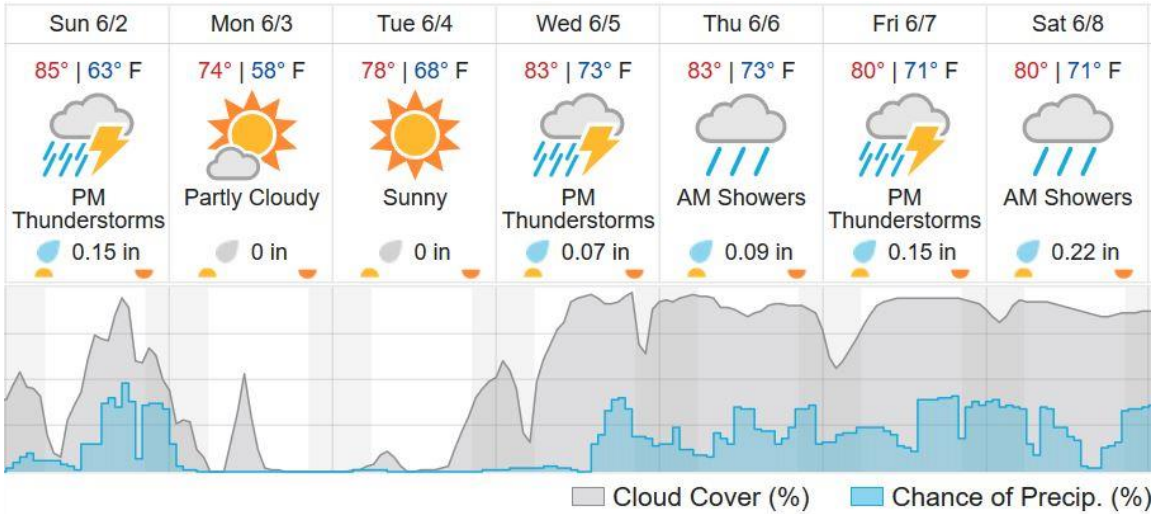 Sun 6/2 Mon 6/3 Tue 6/4 Wed 6/5 Thu 6/6 Fri 6/7 Sat 6/8
85° | 63° F 74° | 58° F 78° | 68° F 83° | 73° F 83° | 73° F 80° | 71° F 80° | 71° F
PM Partly Cloudy Sunny PM AM Showers PM AM Showers
Thunderstorms Thunderstorms Thunderstorms
0.15 in 0 in 0 in 0.07 in 0.09 in 0.15 in 0.22 in
Cloud Cover (%) Chance of Precip. (%)